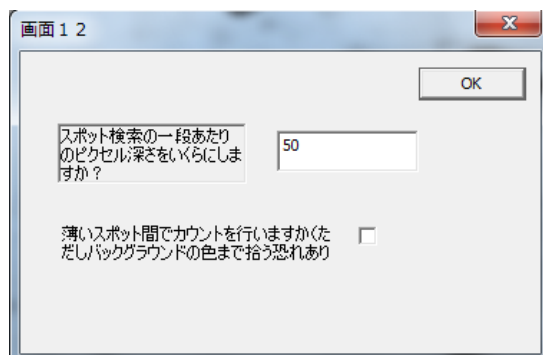 画面１２
OK
スポット検索の一段あたり
のピクセル深さをいくらにしま
すか？
50
薄いスポット間でカウントを行いますか(た
だしバックグラウンドの色まで拾う恐れあり